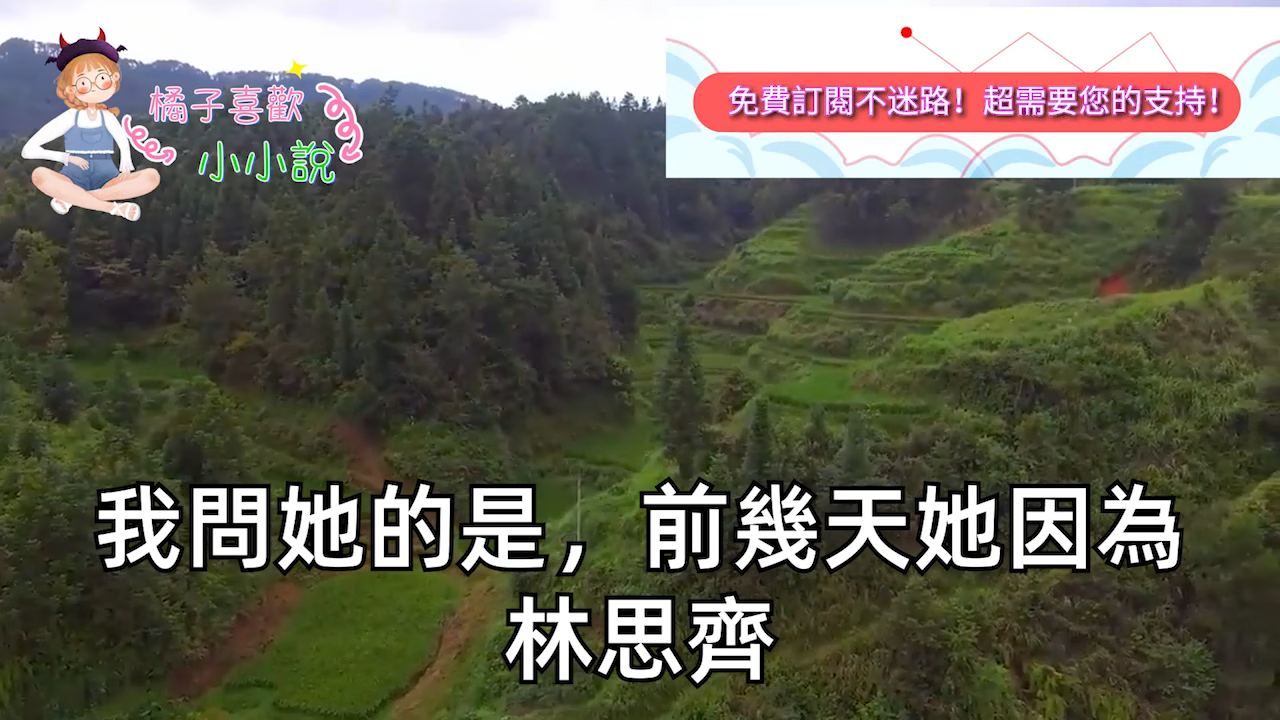 橘子喜歡
小小說
免費訂閱不迷路！超需要您的支持！
我問她的是，前幾天她因為
林思齊